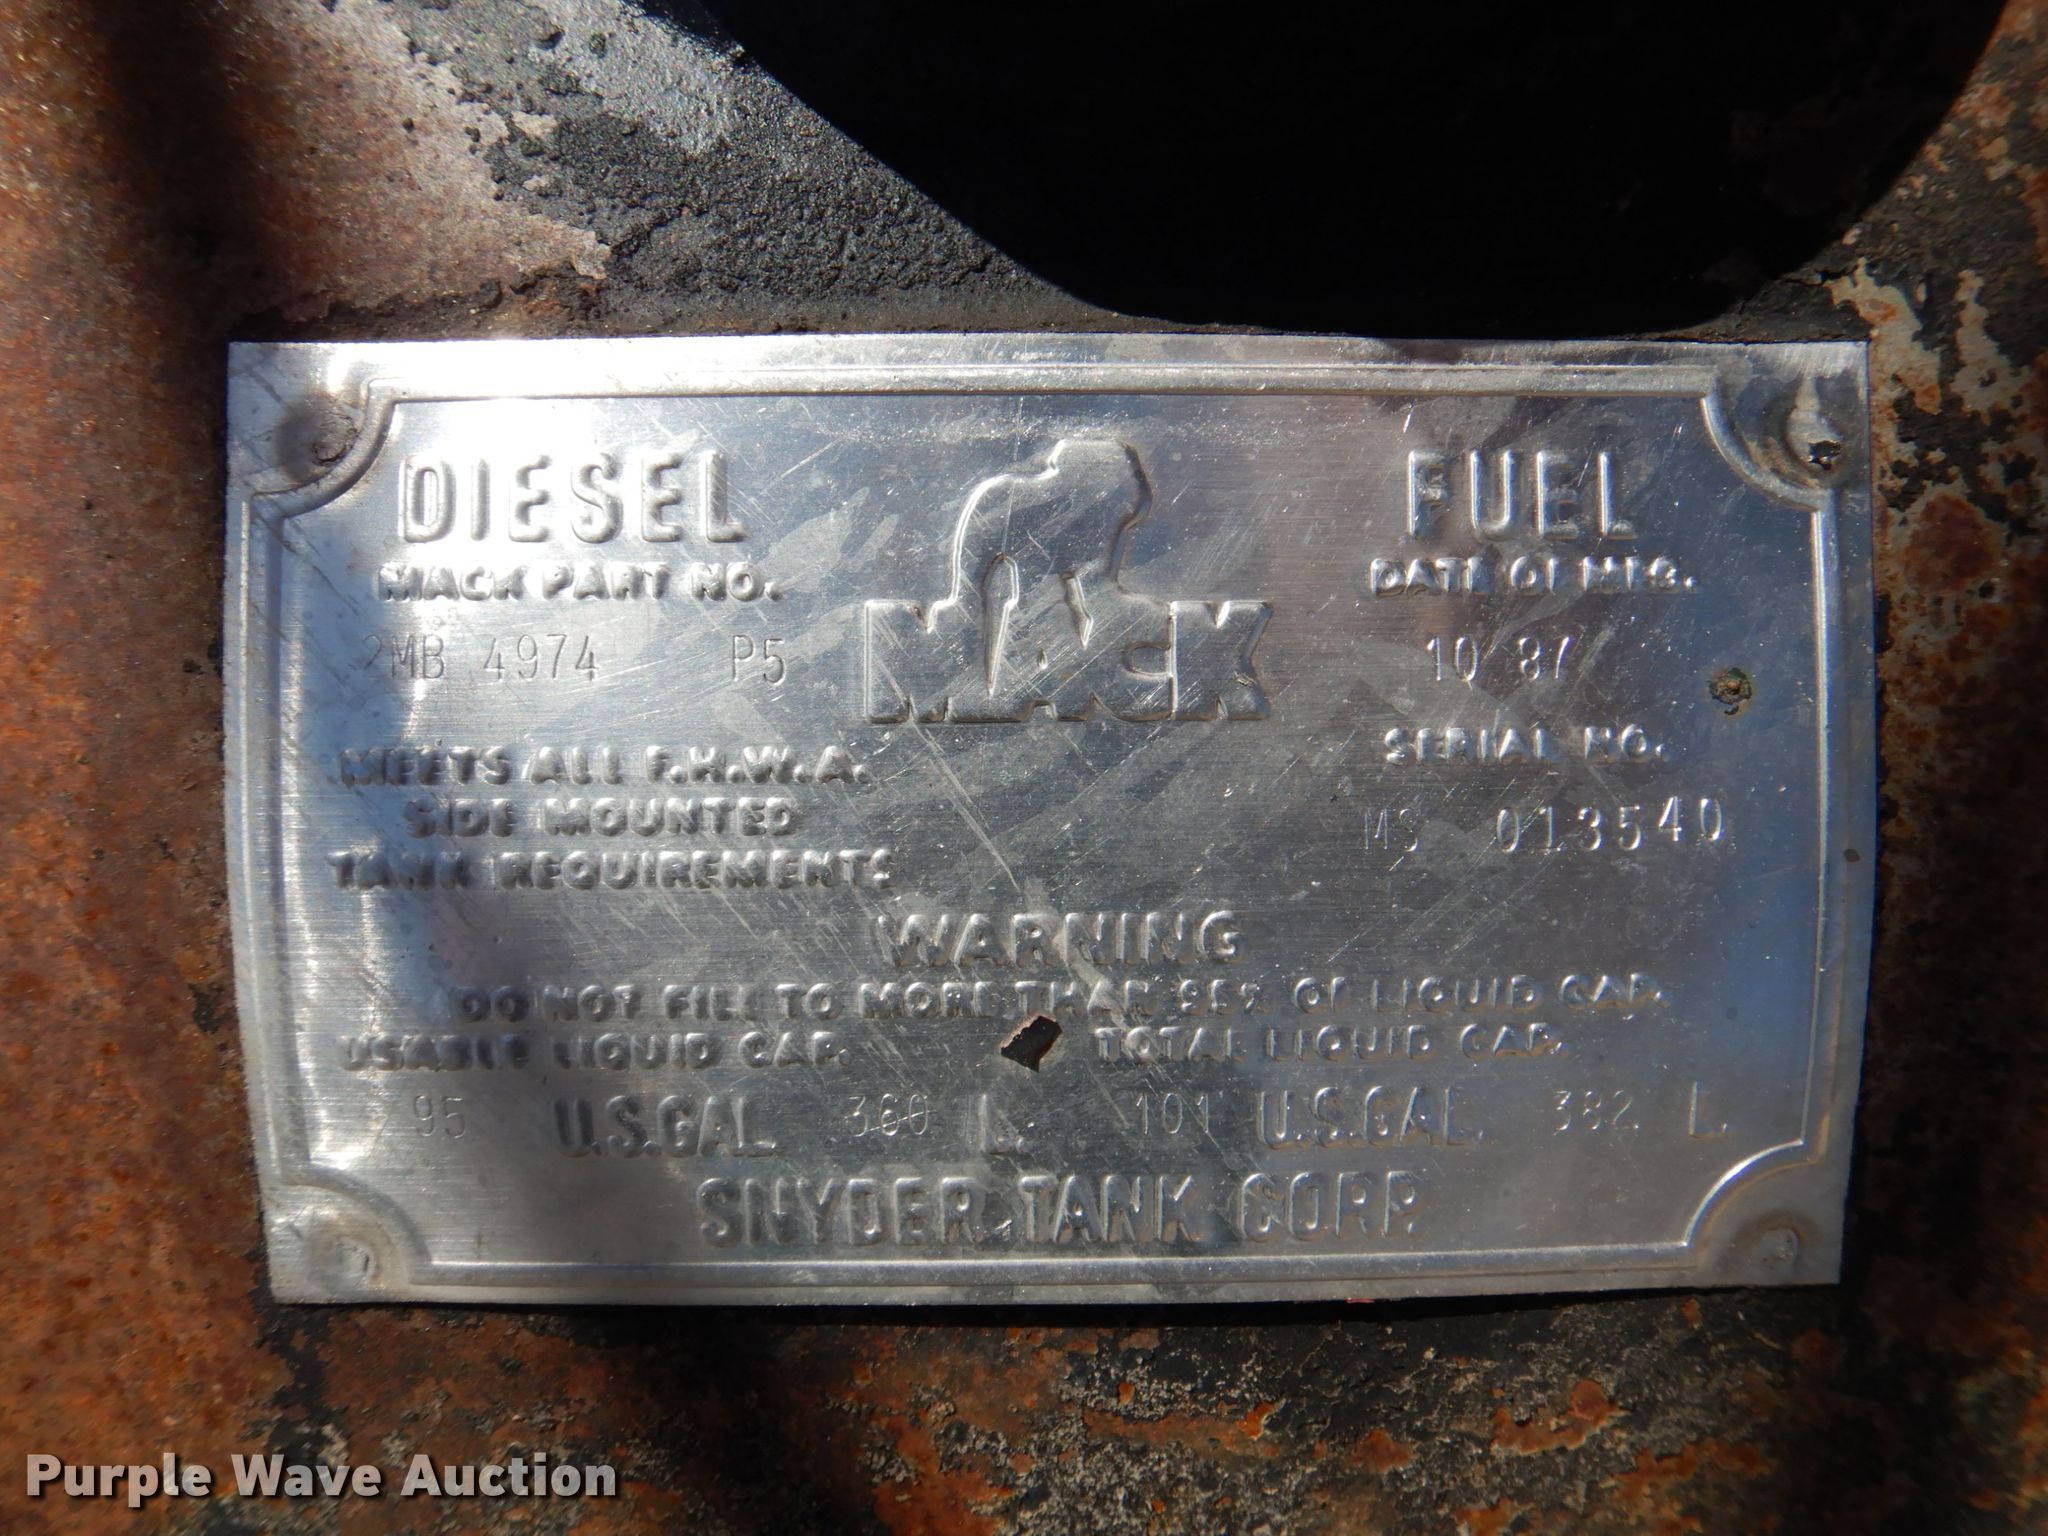 DIESEL
FUEL
MACK PART NO.
DATE OF MFG.
2MB 4974 P5
MACK
10 87
MEETS ALL F.H.W.A.
SIDE MOUNTED
TANK REQUIREMENTS
SERIAL NO.
MS 013540
WARNING
DO NOT FILL TO MORE THAN 95% OF LIQUID CAP.
USABLE LIQUID CAP. TOTAL LIQUID CAP.
95 U.S.GAL. 360 L. 101 U.S.GAL. 382 L.
SNYDER TANK CORP.
Purple Wave Auction